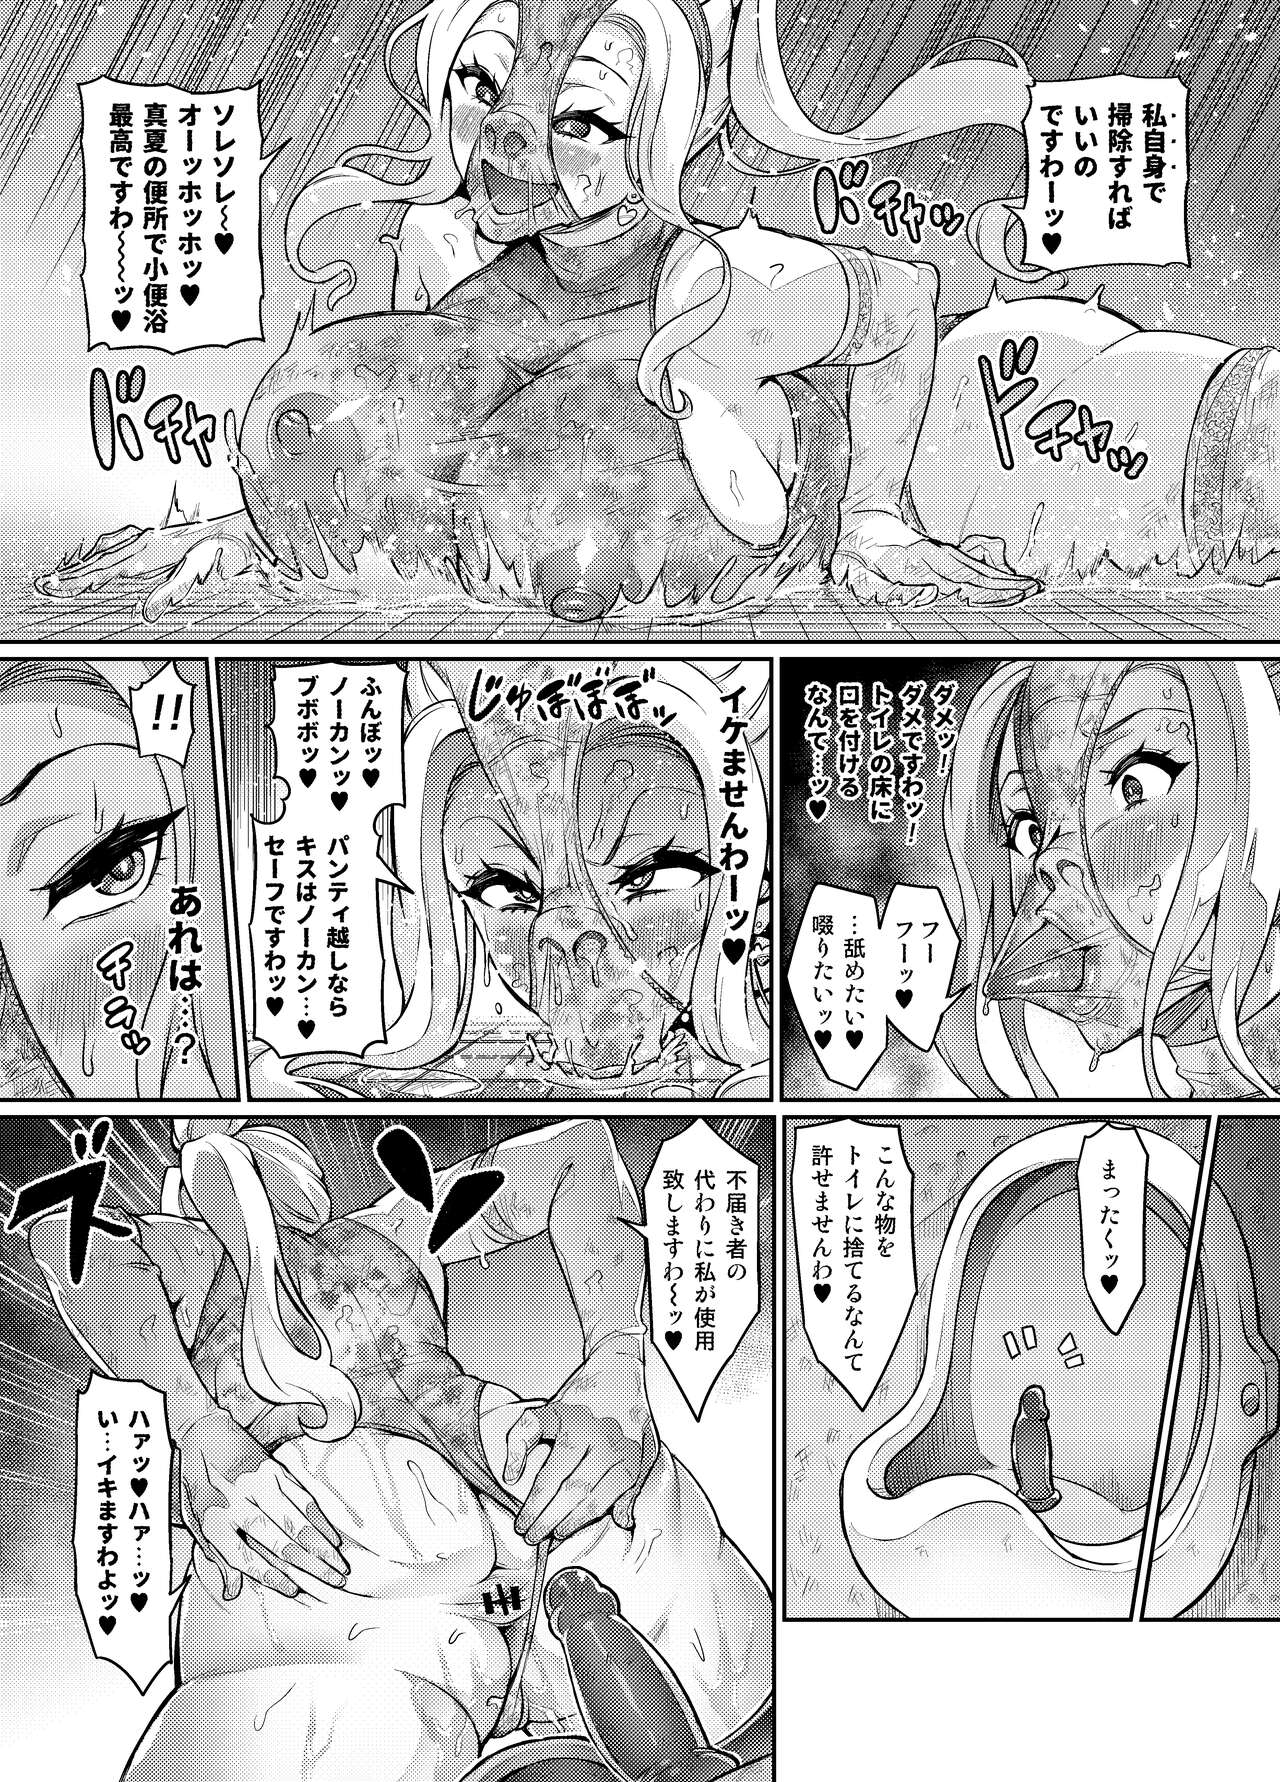 私自身で
掃除すれば
いいの
ですわーッ♥
ソレソレ～♥
オーッホッホッ♥
真夏の便所で小便浴
最高ですわ～～～ッ♥
バチャッ
ドチャッ
バチャッ
ダメッ!
ダメですわッ!
トイレの床に
口を付ける
なんて…ッ♥
フー
フーッ♥
…舐めたい♥
啜りたいッ♥
イケませんわーッ♥
じゅぼぼぼぼッ
ふんぼッ♥
ノーカンッ♥
ブボボッ♥
パンティ越しなら
キスはノーカン…♥
セーフですわッ♥
!!
あれは…?
イラッ
まったくッ♥
こんな物を
トイレに捨てるなんて
許せませんわ♥
不届き者の
代わりに私が使用
致しますわ～ッ♥
ズン
ハァッ♥ハァ…ッ♥
い…イキますわよッ♥